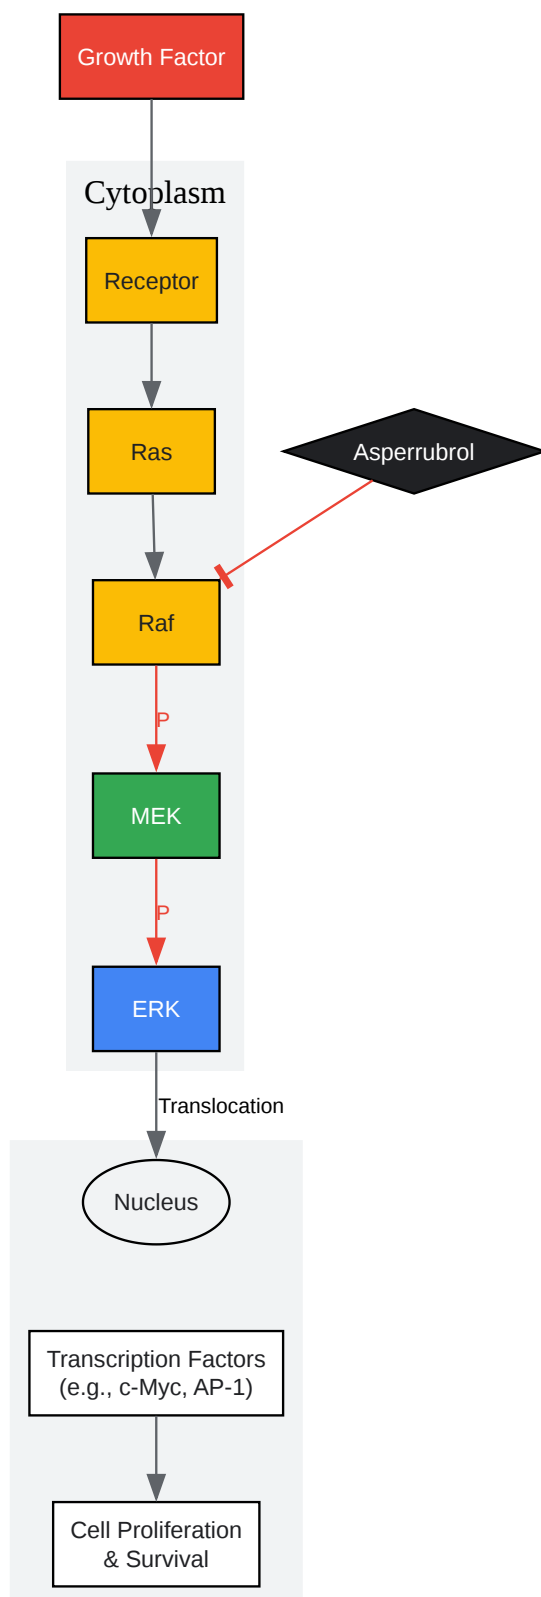 Growth Factor
Cytoplasm
Receptor
Ras
Asperrubrol
Raf
P
MEK
P
ERK
Translocation
Nucleus
Transcription Factors
(e.g., c-Myc, AP-1)
Cell Proliferation
& Survival